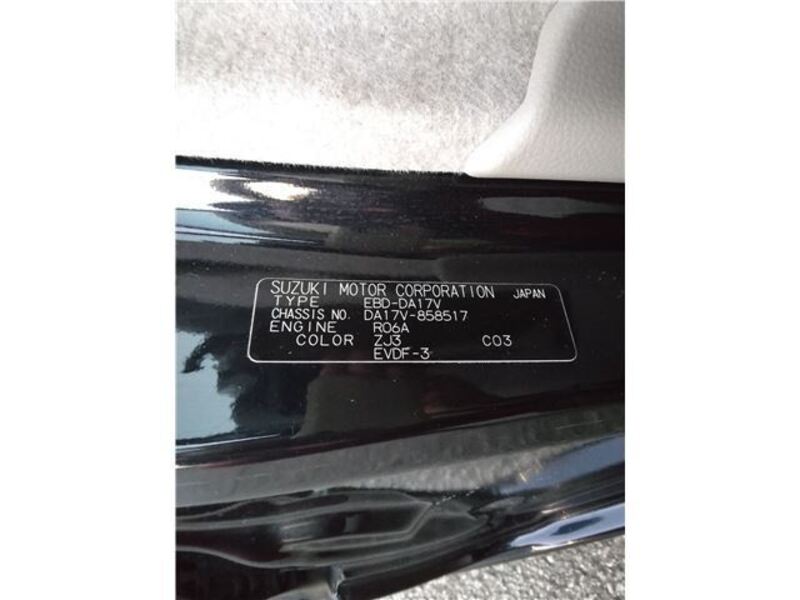 SUZUKI MOTOR CORPORATION JAPAN
TYPE EBD-DA17V
CHASSIS NO. DA17V-858517
ENGINE R06A
COLOR ZJ3 C03
EVDF-3